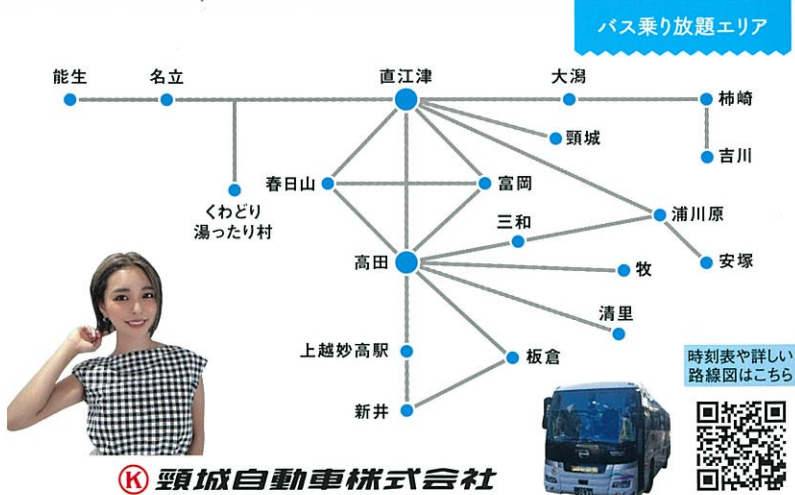 バス乗り放題エリア
能生
名立
直江津
大潟
柿崎
頸城
吉川
春日山
富岡
くわどり
湯ったり村
三和
浦川原
高田
牧
安塚
清里
上越妙高駅
板倉
時刻表や詳しい
路線図はこちら
新井
K 頸城自動車株式会社